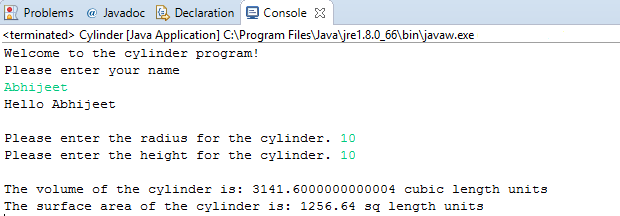 Problems @ Javadoc Declaration Console
<terminated> Cylinder [Java Application] C:\Program Files\Java\jre1.8.0_66\bin\javaw.exe
Welcome to the cylinder program!
Please enter your name
Abhijeet
Hello Abhijeet
Please enter the radius for the cylinder. 10
Please enter the height for the cylinder. 10
The volume of the cylinder is: 3141.6000000000004 cubic length units
The surface area of the cylinder is: 1256.64 sq length units